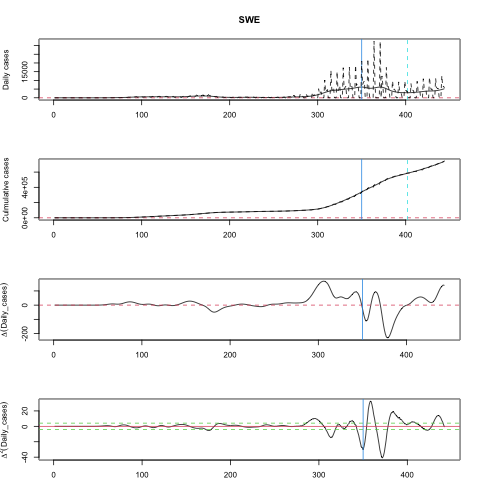 SWE
Daily cases
0 15000
0 100 200 300 400
Culmulative cases
0e+00 4e+05
0 100 200 300 400
Δ(Daily_cases)
-200 0
0 100 200 300 400
Δ²(Daily_cases)
-40 0 20
0 100 200 300 400